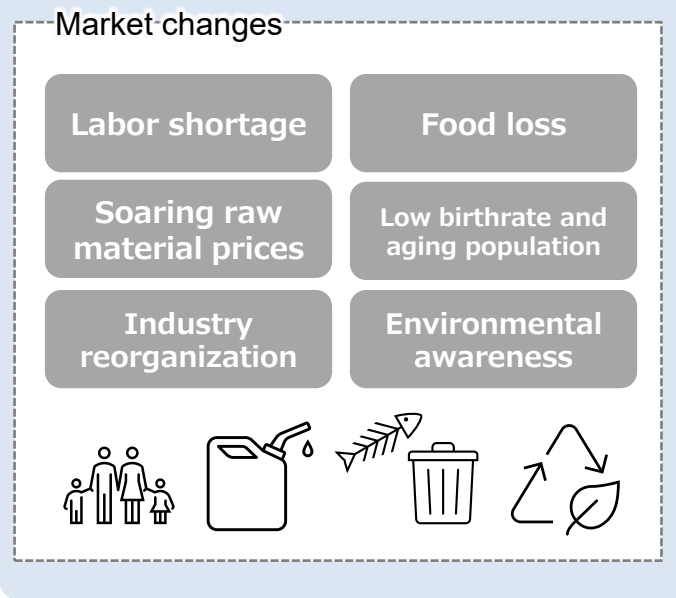 Market changes
Labor shortage
Food loss
Soaring raw
material prices
Low birthrate and
aging population
Industry
reorganization
Environmental
awareness